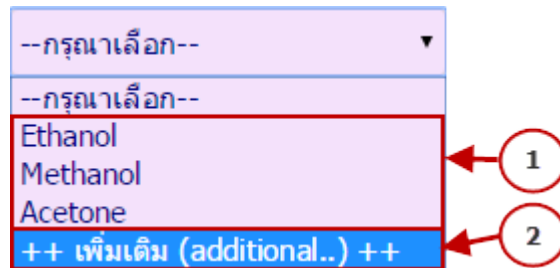 --กรุณาเลือก--
--กรุณาเลือก--
Ethanol
Methanol
Acetone
++ เพิ่มเติม (additional..) ++
1
2